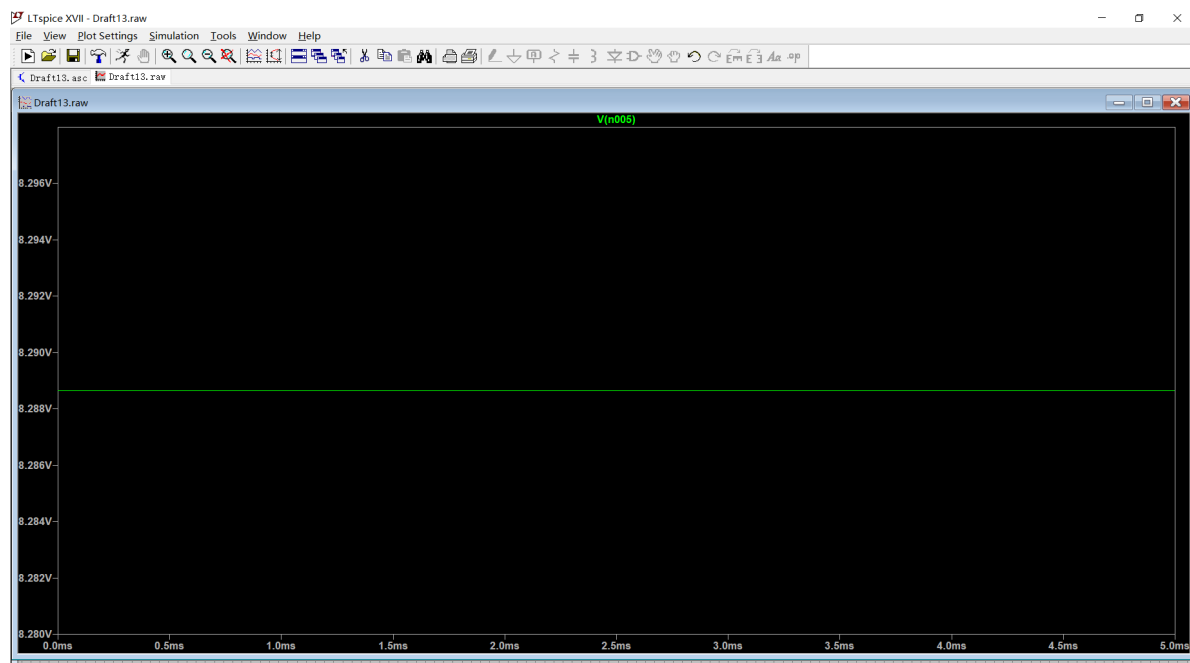 LTspice XVII - Draft13.raw
File View Plot Settings Simulation Tools Window Help
Draft13.asc Draft13.raw
Draft13.raw
V(n005)
8.296V
8.294V
8.292V
8.290V
8.288V
8.286V
8.284V
8.282V
8.280V
0.0ms 0.5ms 1.0ms 1.5ms 2.0ms 2.5ms 3.0ms 3.5ms 4.0ms 4.5ms 5.0ms